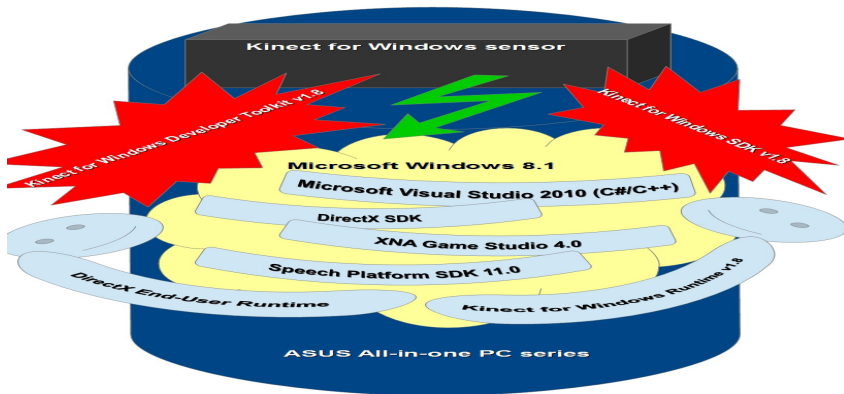 Kinect for Windows sensor
Kinect for Windows Developer Toolkit v1.8
Kinect for Windows SDK v1.8
Microsoft Windows 8.1
Microsoft Visual Studio 2010 (C#/C++)
DirectX SDK
XNA Game Studio 4.0
Speech Platform SDK 11.0
DirectX End-User Runtime
Kinect for Windows Runtime v1.8
ASUS All-in-one PC series